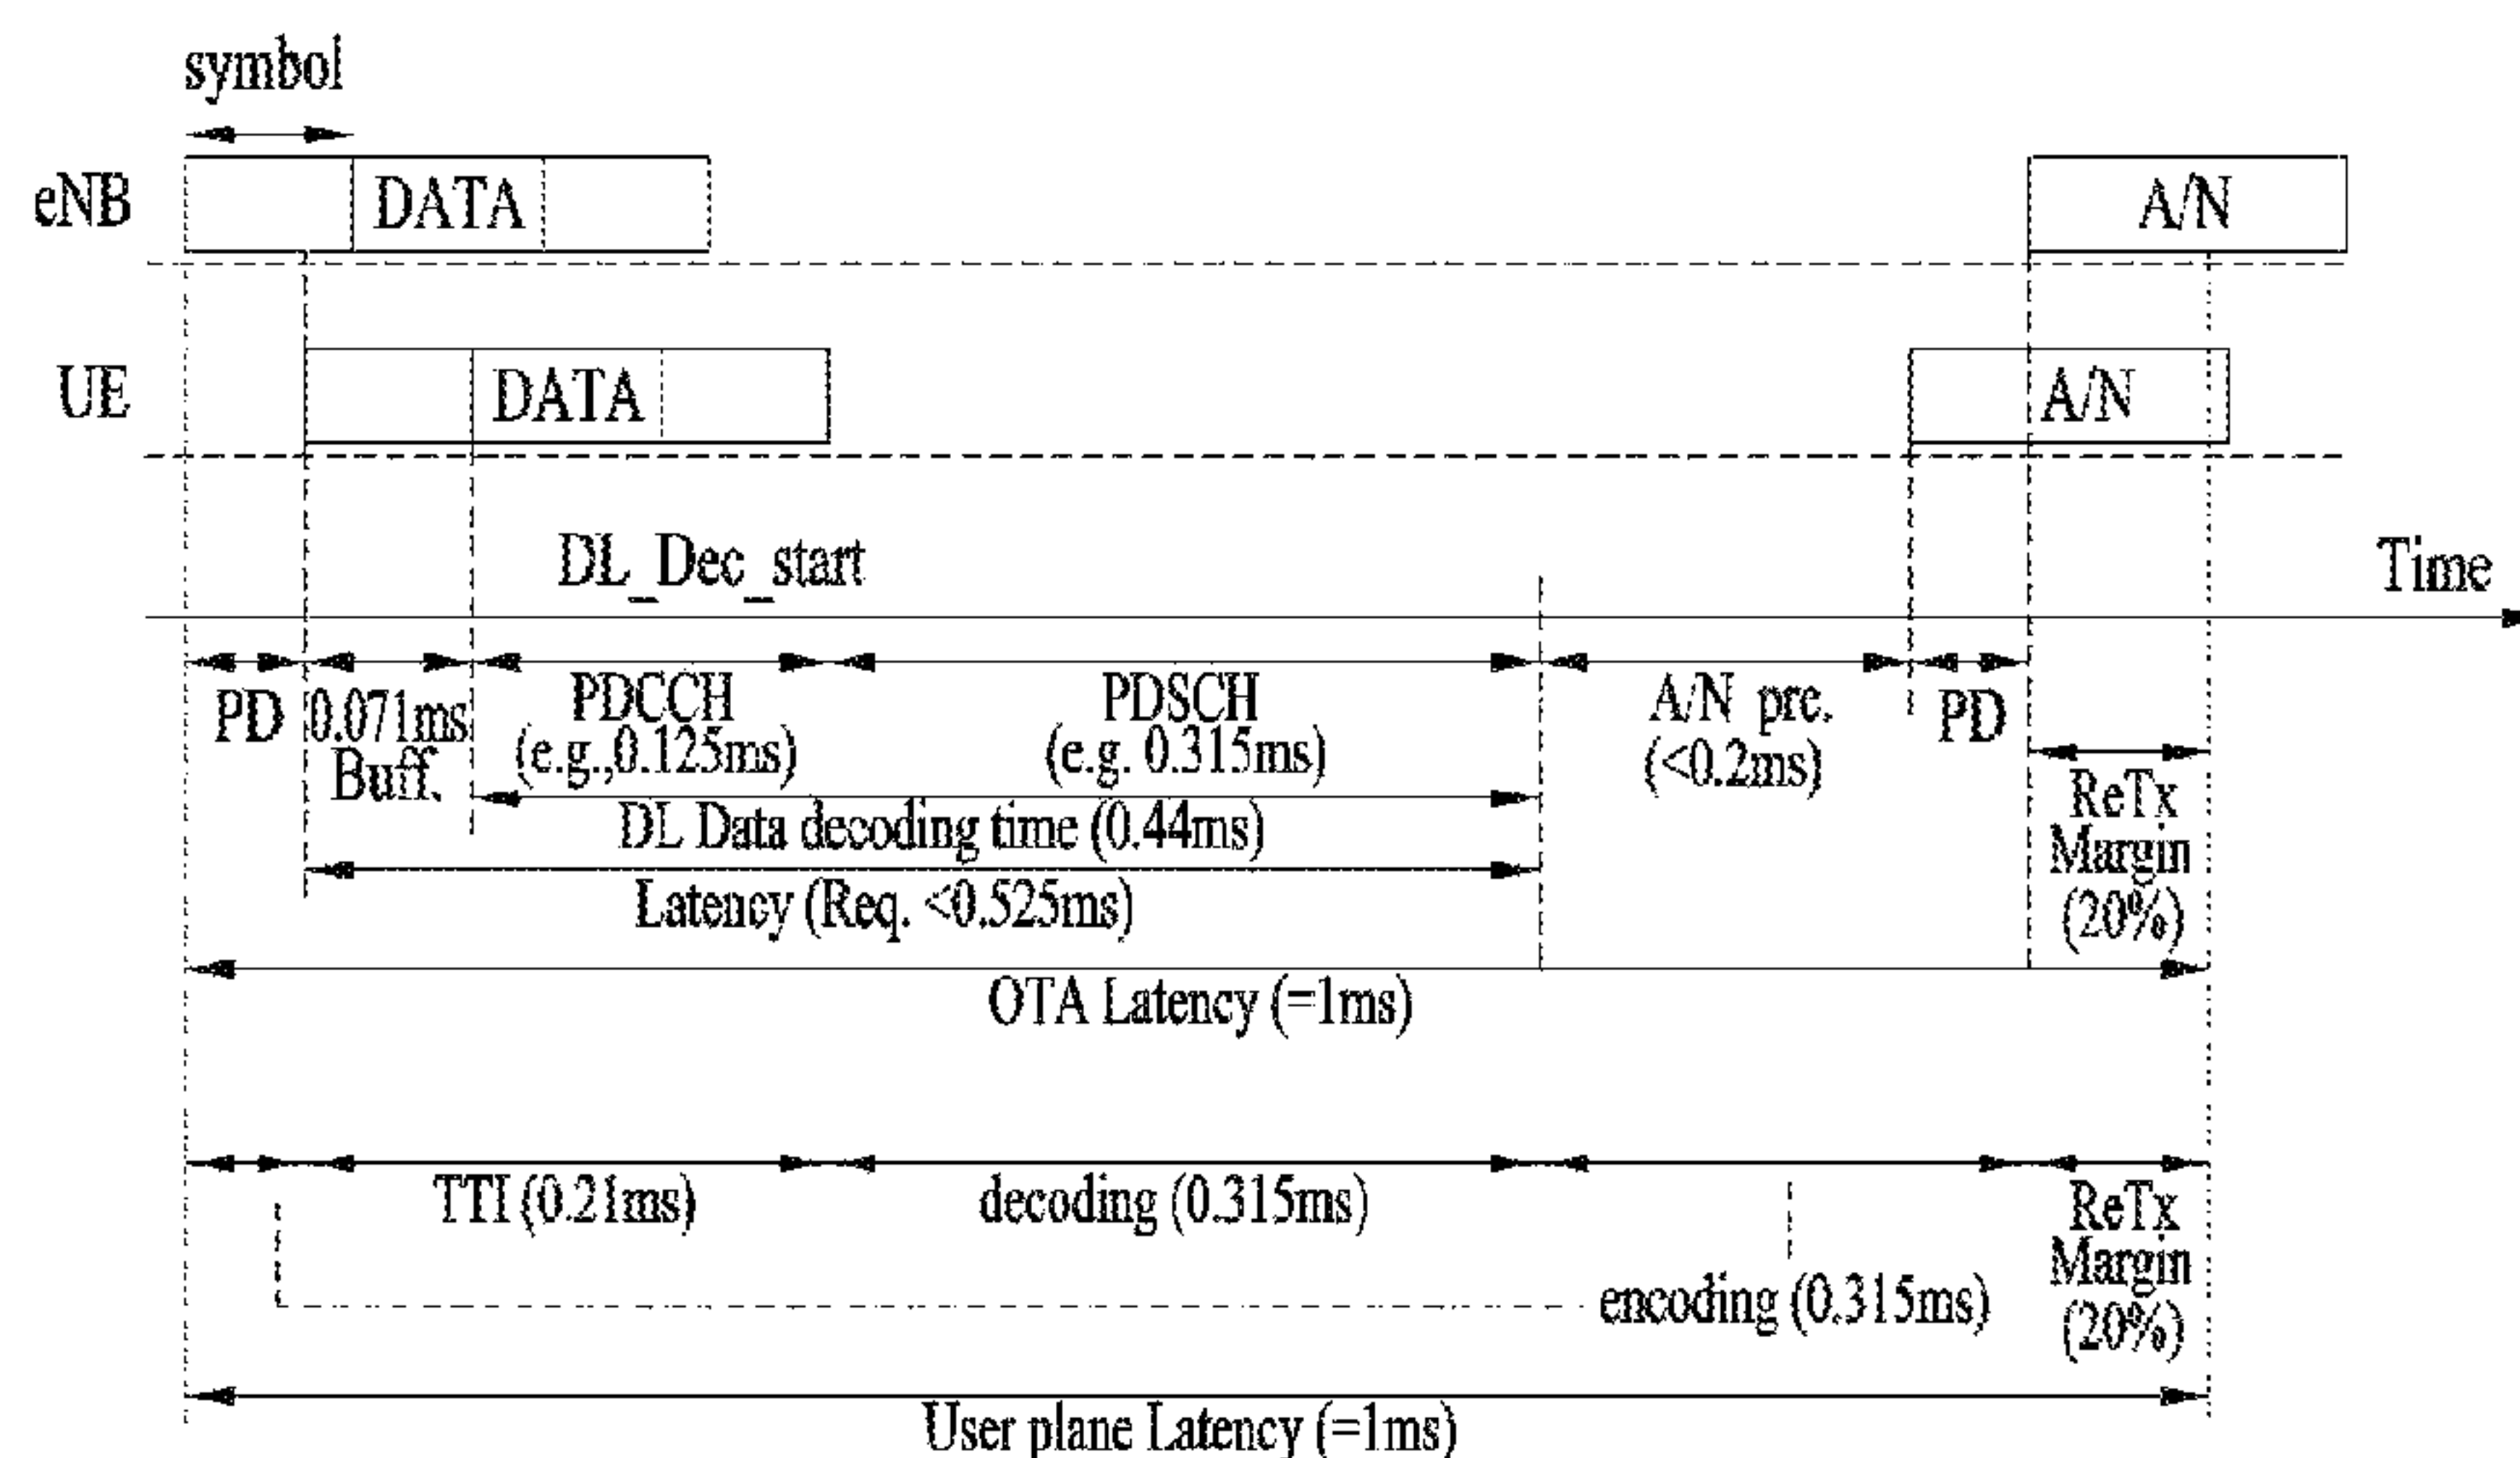 symbol
eNB DATA A/N
UE DATA A/N
DL_Dec_start
Time
PD 0.071ms PDCCH PDSCH A/N pre. PD
Buff. (e.g.,0.125ms) (e.g. 0.315ms) (<0.2ms)
DL Data decoding time (0.44ms)
ReTx
Margin
(20%)
Latency (Req. <0.525ms)
OTA Latency (=1ms)
TTI (0.21ms) decoding (0.315ms) ReTx
Margin
(20%)
encoding (0.315ms)
User plane Latency (=1ms)